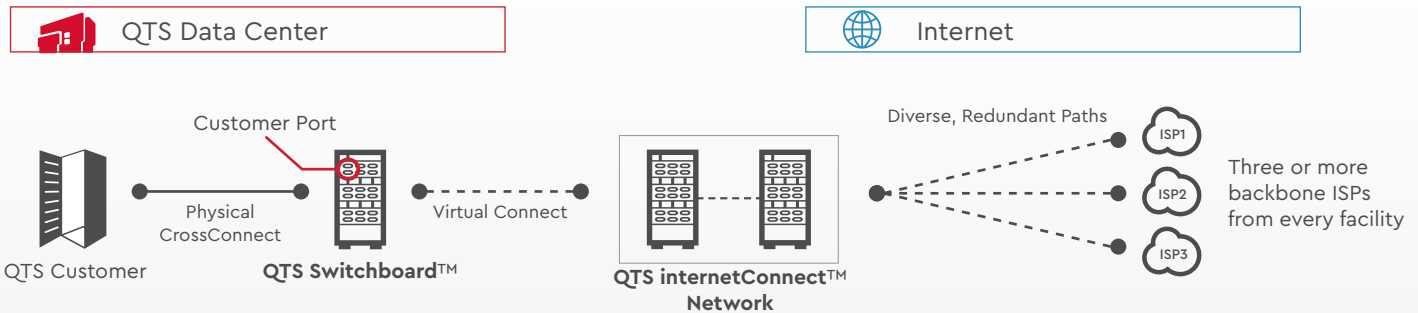 QTS Data Center
Internet
Customer Port
Diverse, Redundant Paths
ISP1
Three or more
backbone ISPs
from every facility
ISP2
ISP3
Physical
CrossConnect
Virtual Connect
QTS Customer
QTS Switchboard™
QTS internetConnect™
Network